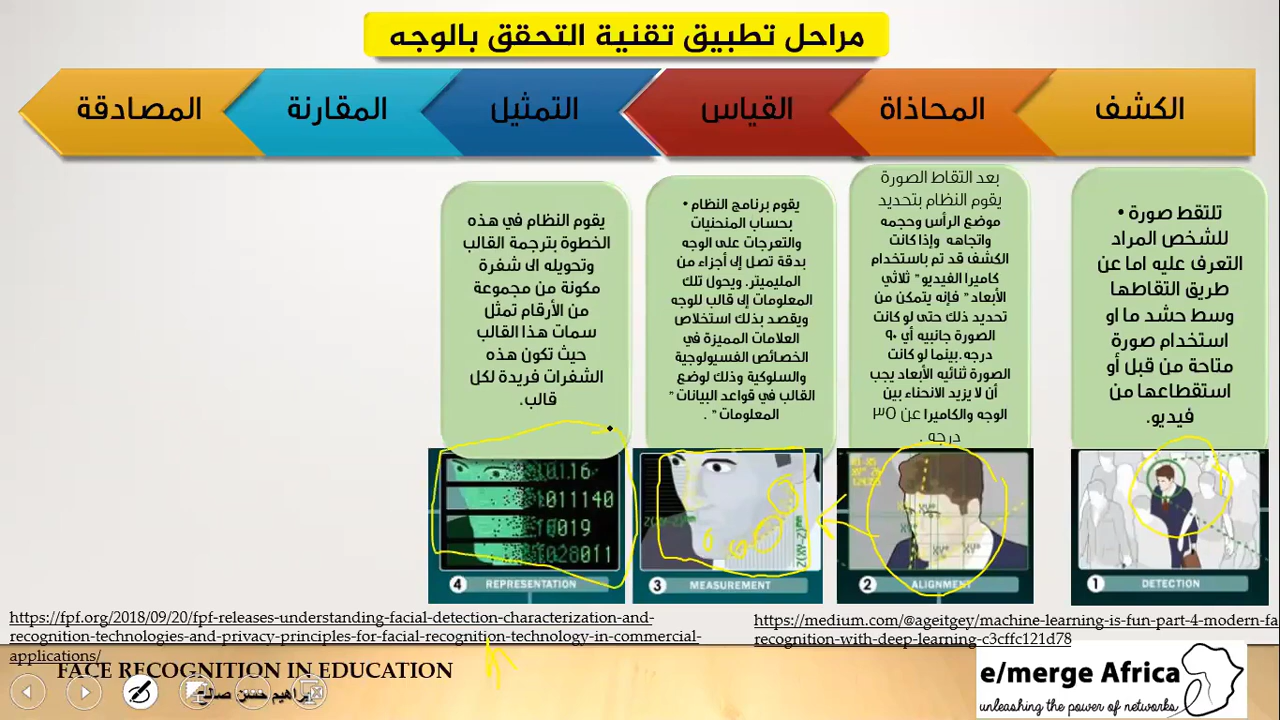 مراحل تطبيق تقنية التحقق بالوجه
الكشف
المحاذاة
القياس
التمثيل
المقارنة
المصادقة
• تلتقط صورة
للشخص المراد
التعرف عليه اما عن
طريق التقاطها
وسط حشد ما او
استخدام صورة
متاحة من قبل أو
استقطاعها من
فيديو.
بعد التقاط الصورة
يقوم النظام بتحديد
موضع الرأس وحجمه
واتجاهه وإذا كانت
الكشف قد تم باستخدام
كاميرا الفيديو" ثلاثي
الأبعاد" فإنه يتمكن من
تحديد ذلك حتى لو كانت
الصورة جانبيه أي ٩٠
درجه.بينما لو كانت
الصورة ثنائيه الأبعاد يجب
أن لا يزيد الانحناء بين
الوجه والكاميرا عن ٣٥
درجه .
• يقوم برنامج النظام
بحساب المنحنيات
والتعرجات على الوجه
بدقة تصل إلى أجزاء من
المليميتر. ويحول تلك
المعلومات إلى قالب للوجه
ويقصد بذلك استخلاص
العلامات المميزة في
الخصائص الفسيولوجية
والسلوكية وذلك لوضع
القالب في قواعد البيانات "
المعلومات" .
يقوم النظام في هذه
الخطوة بترجمة القالب
وتحويله الى شفرة
مكونة من مجموعة
من الأرقام تمثل
سمات هذا القالب
حيث تكون هذه
الشفرات فريدة لكل
قالب.
1 DETECTION
2 ALIGNMENT
3 MEASUREMENT
4 REPRESENTATION
https://fpf.org/2018/09/20/fpf-releases-understanding-facial-detection-characterization-and-
recognition-technologies-and-privacy-principles-for-facial-recognition-technology-in-commercial-
applications/
https://medium.com/@ageitgey/machine-learning-is-fun-part-4-modern-fa
recognition-with-deep-learning-c3cffc121d78
FACE RECOGNITION IN EDUCATION
حسن صالح
e/merge Africa
unleashing the power of networks